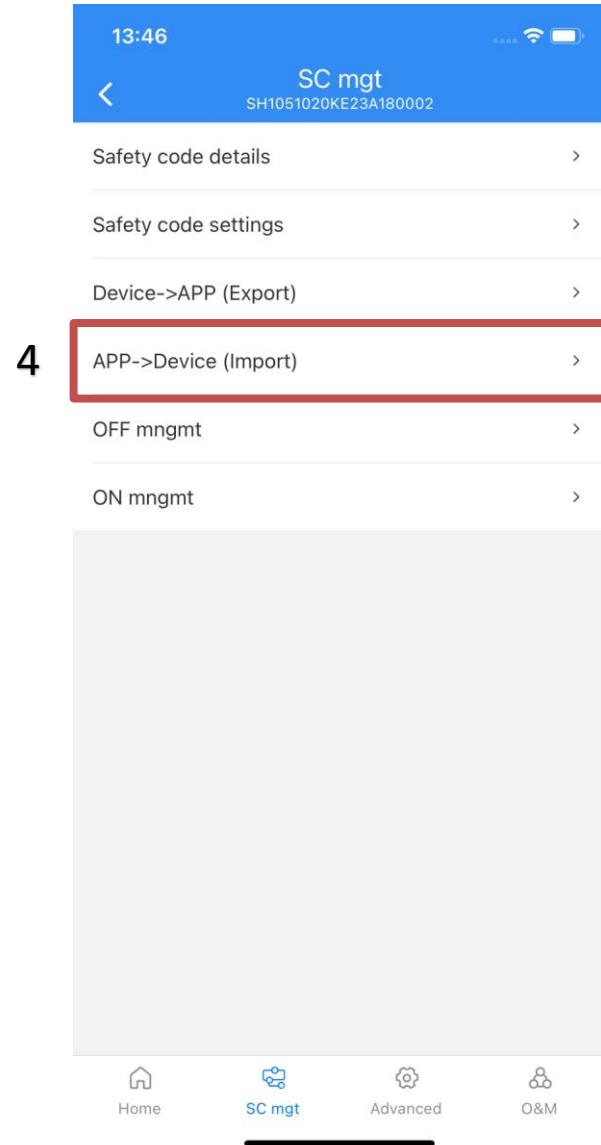 13:46
SC mgt
SH1051020KE23A180002
Safety code details
Safety code settings
Device->APP (Export)
4
APP->Device (Import)
OFF mngmt
ON mngmt
Home
SC mgt
Advanced
O&M